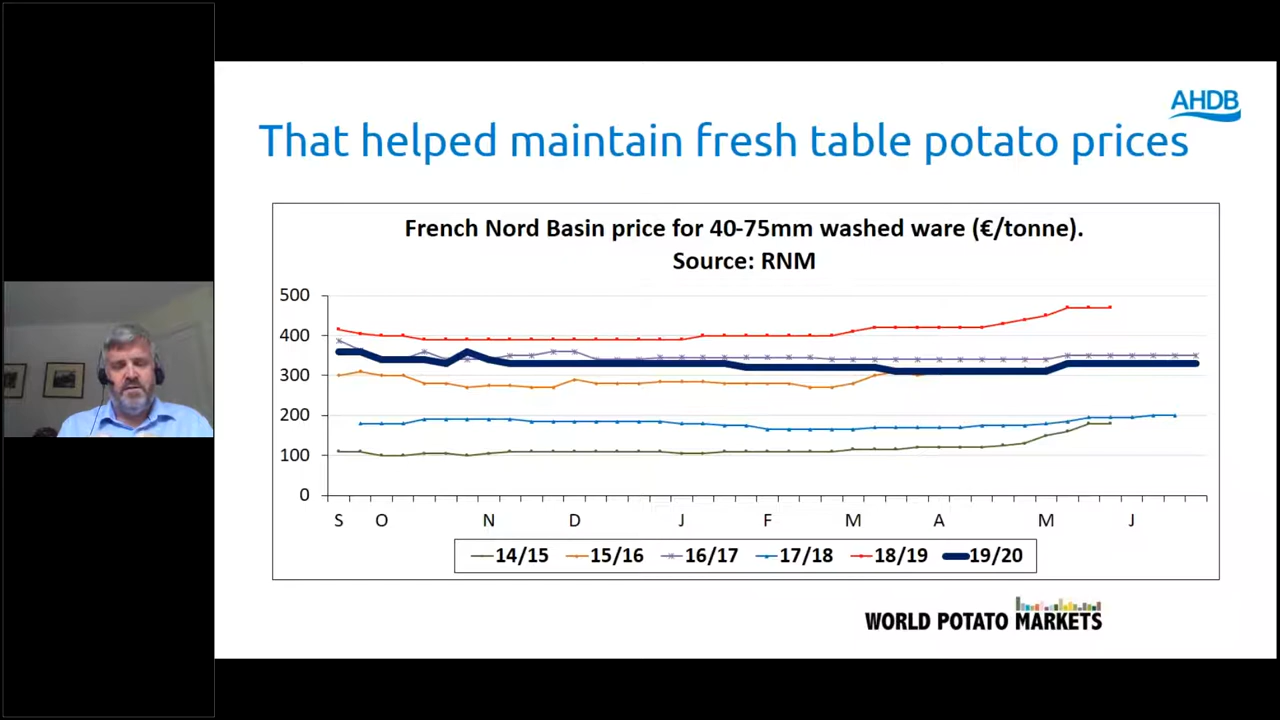 AHDB
That helped maintain fresh table potato prices
French Nord Basin price for 40-75mm washed ware (€/tonne).
Source: RNM
500
400
300
200
100
0
S O N D J F M A M J
14/15 15/16 16/17 17/18 18/19 19/20
WORLD POTATO MARKETS